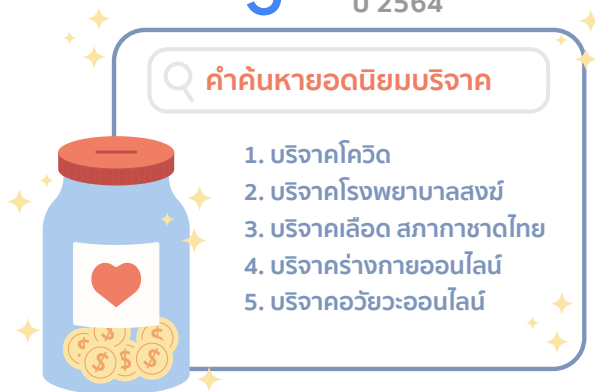 ปี 2564
คำค้นหายอดนิยมบริจาค
1. บริจาคโควิด
2. บริจาคโรงพยาบาลสงฆ์
3. บริจาคเลือด สภากาชาดไทย
4. บริจาคร่างกายออนไลน์
5. บริจาคอวัยวะออนไลน์